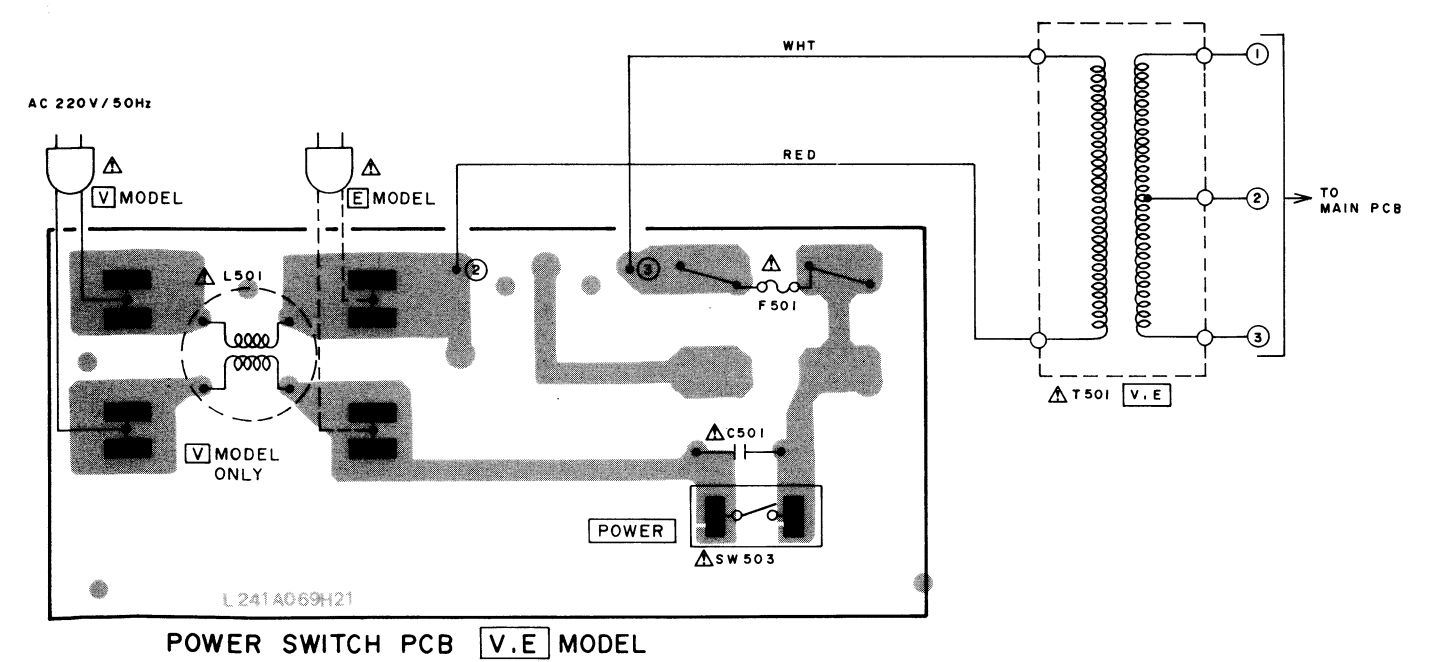 WHT
AC 220V/50Hz
RED
1
2
3
TO
MAIN PCB
V MODEL
E MODEL
L501
2
3
F501
T501 V.E
C501
V MODEL
ONLY
POWER
SW503
L241A069H21
POWER SWITCH PCB V.E MODEL